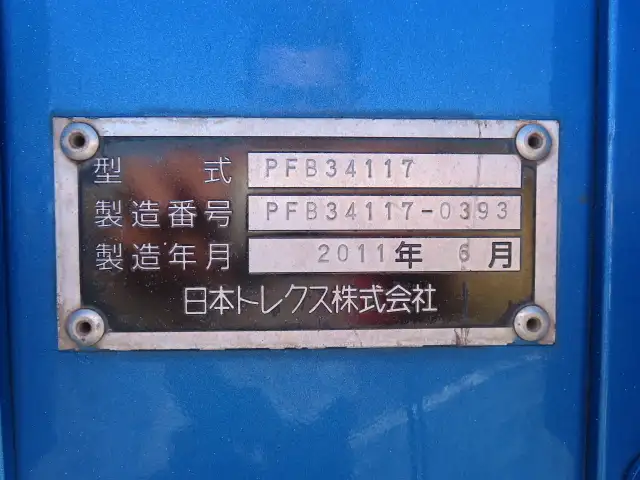 型式 PFB34117
製造番号 PFB34117-0393
製造年月 2011年 6月
日本トレクス株式会社